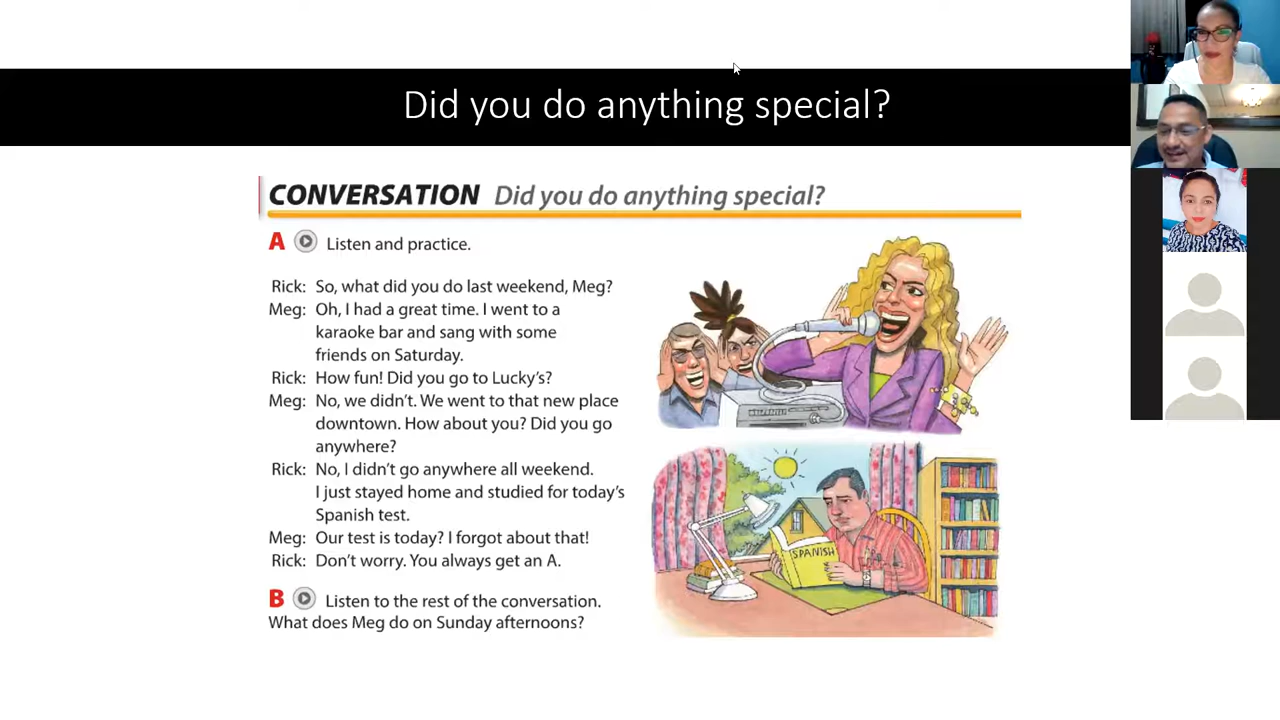 Did you do anything special?
CONVERSATION Did you do anything special?
A Listen and practice.
Rick: So, what did you do last weekend, Meg?
Meg: Oh, I had a great time. I went to a
karaoke bar and sang with some
friends on Saturday.
Rick: How fun! Did you go to Lucky's?
Meg: No, we didn't. We went to that new place
downtown. How about you? Did you go
anywhere?
Rick: No, I didn't go anywhere all weekend.
I just stayed home and studied for today's
Spanish test.
Meg: Our test is today? I forgot about that!
Rick: Don't worry. You always get an A.
B Listen to the rest of the conversation.
What does Meg do on Sunday afternoons?
SPANISH